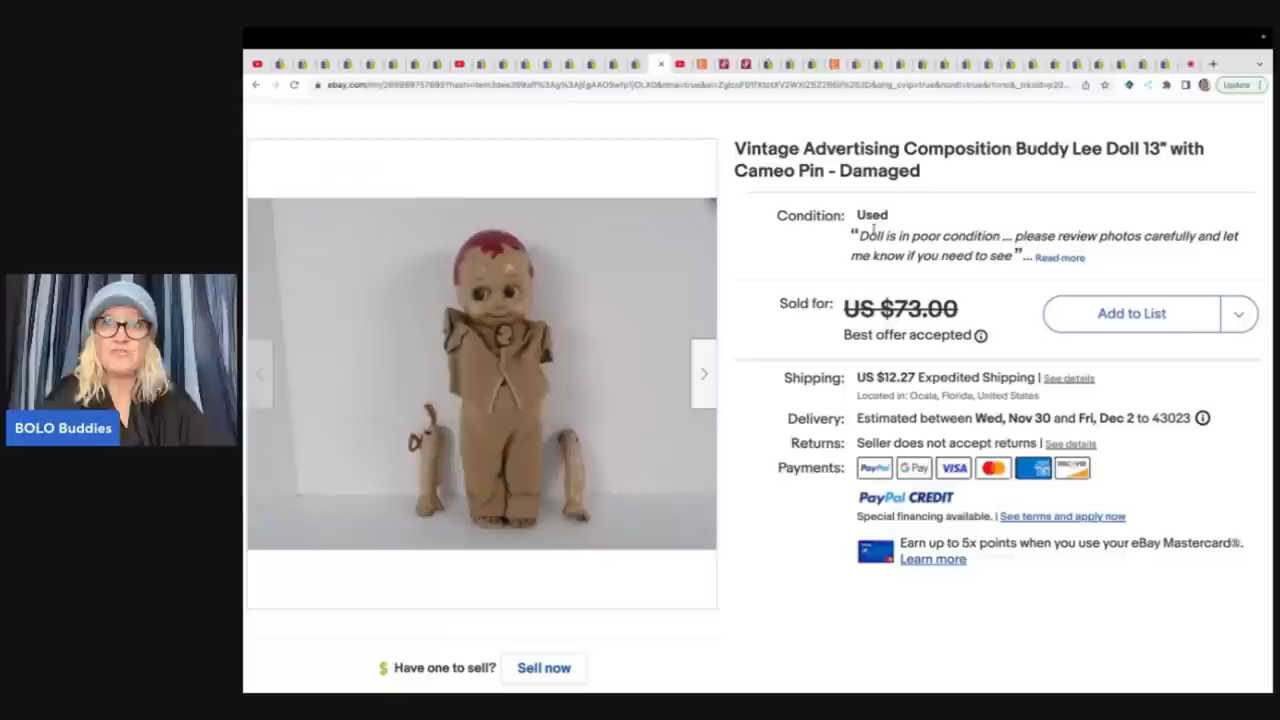 Update
Vintage Advertising Composition Buddy Lee Doll 13" with
Cameo Pin - Damaged
Condition: Used
"Doll is in poor condition ... please review photos carefully and let
me know if you need to see "... Read more
Sold for: US $73.00
Best offer accepted
Add to List
Shipping: US $12.27 Expedited Shipping | See details
Located in: Ocala, Florida, United States
Delivery: Estimated between Wed, Nov 30 and Fri, Dec 2 to 43023
Returns: Seller does not accept returns | See details
Payments: PayPal G Pay VISA
DISCOVER
PayPal CREDIT
Special financing available. | See terms and apply now
Earn up to 5x points when you use your eBay Mastercard®.
Learn more
BOLO Buddies
Have one to sell? Sell now